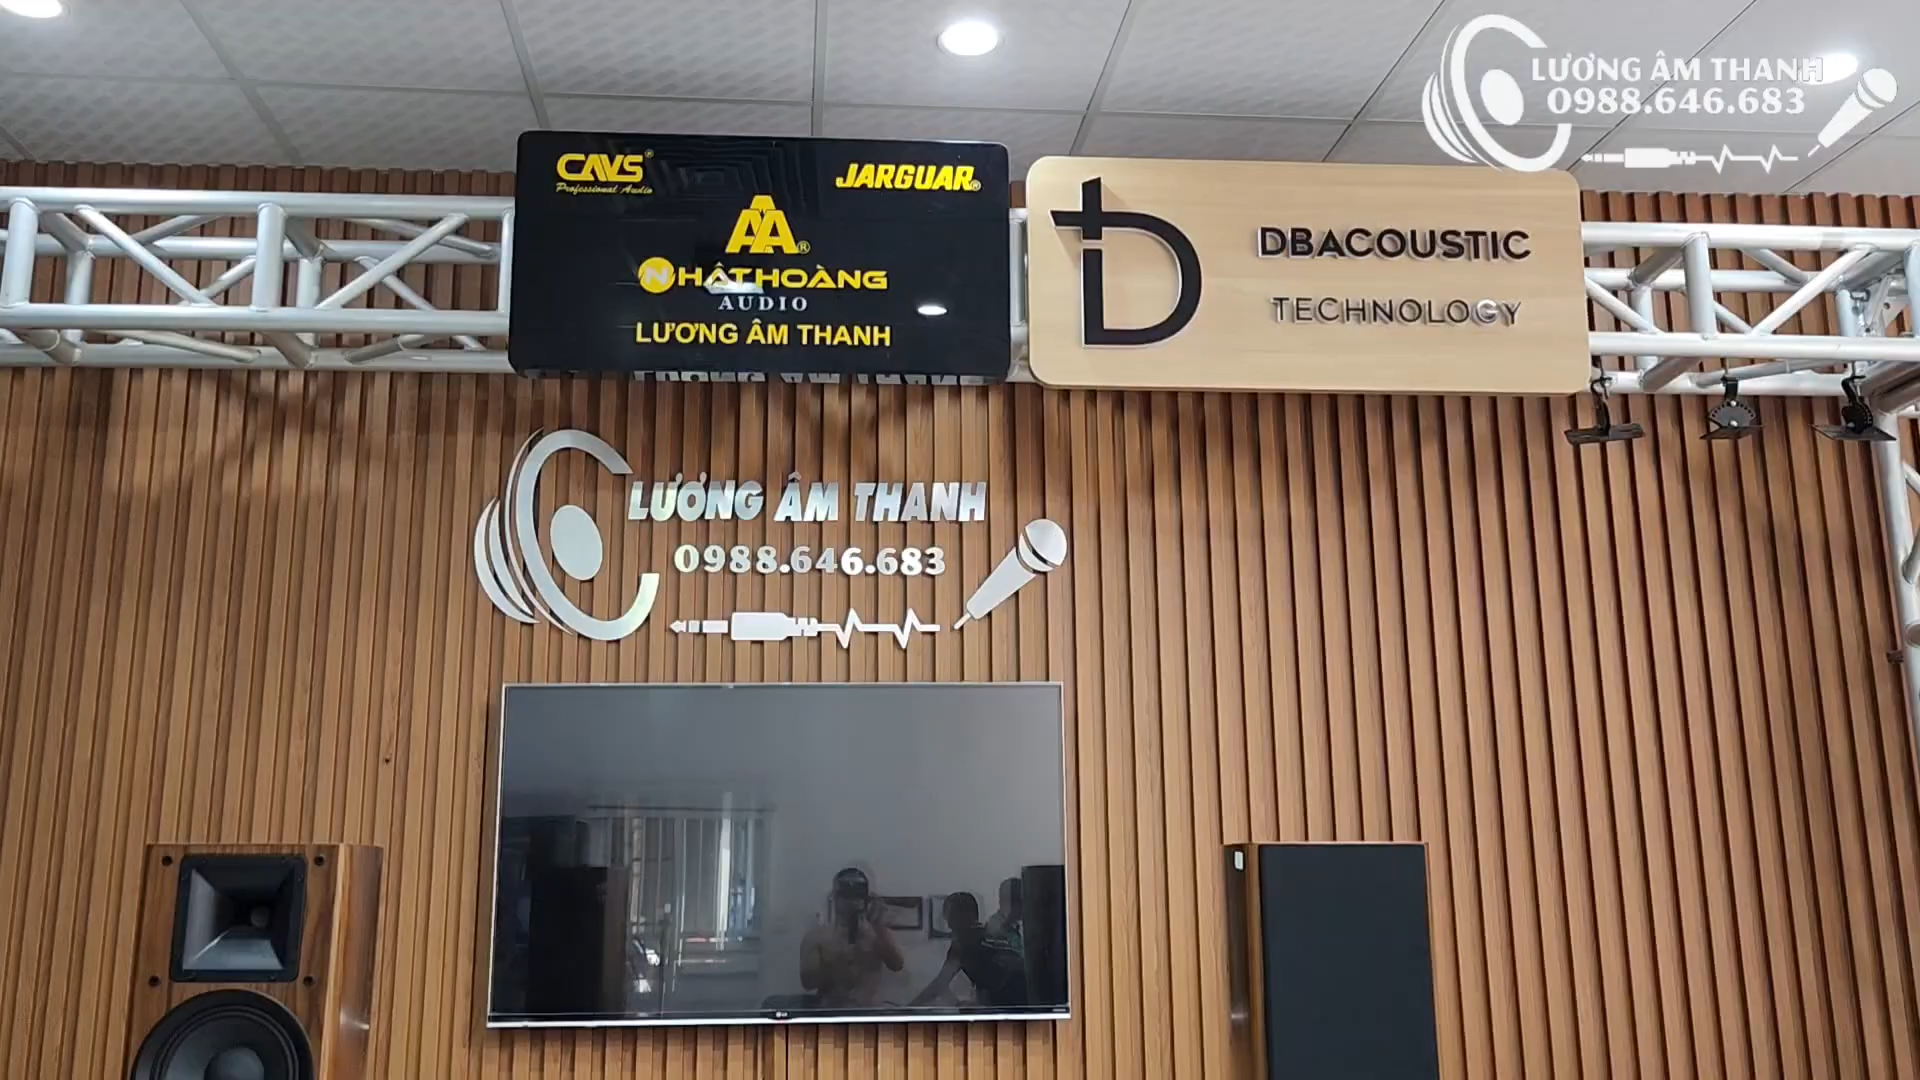 LƯƠNG ÂM THANH
0988.646.683
CAVS®
Professional Audio
JARGUAR®
AAA®
NHẬT HOÀNG
AUDIO
LƯƠNG ÂM THANH
DBACOUSTIC
TECHNOLOGY
LƯƠNG ÂM THANH
0988.646.683
LG